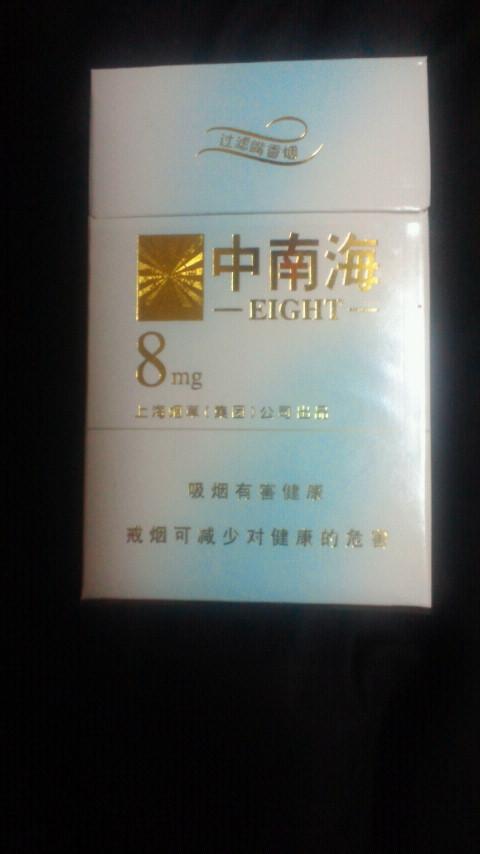 过滤嘴香烟
中南海
EIGHT
8mg
上海烟草(集团)公司出品
吸烟有害健康
戒烟可减少对健康的危害